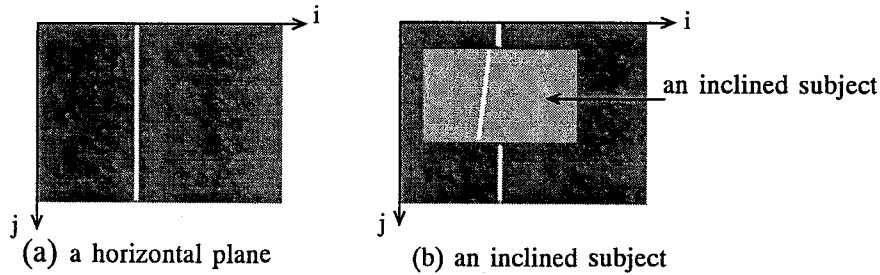 i
j
(a) a horizontal plane
i
an inclined subject
j
(b) an inclined subject